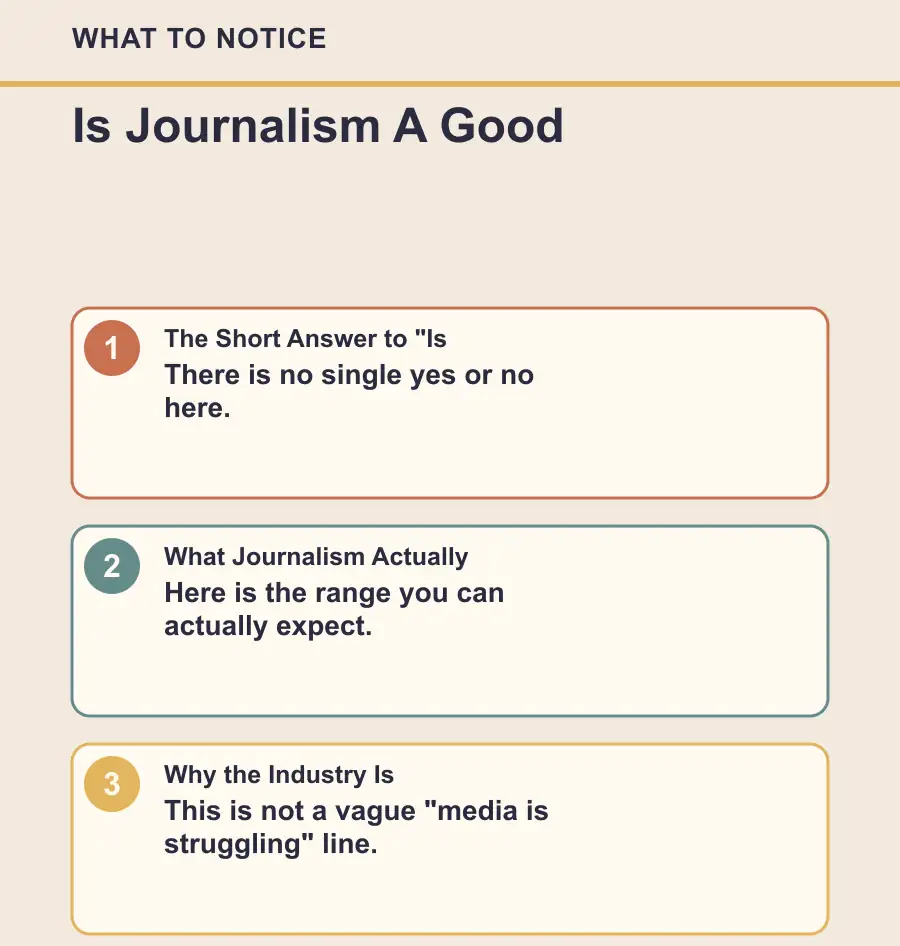 WHAT TO NOTICE
Is Journalism A Good
1
The Short Answer to "Is
There is no single yes or no
here.
2
What Journalism Actually
Here is the range you can
actually expect.
3
Why the Industry Is
This is not a vague "media is
struggling" line.